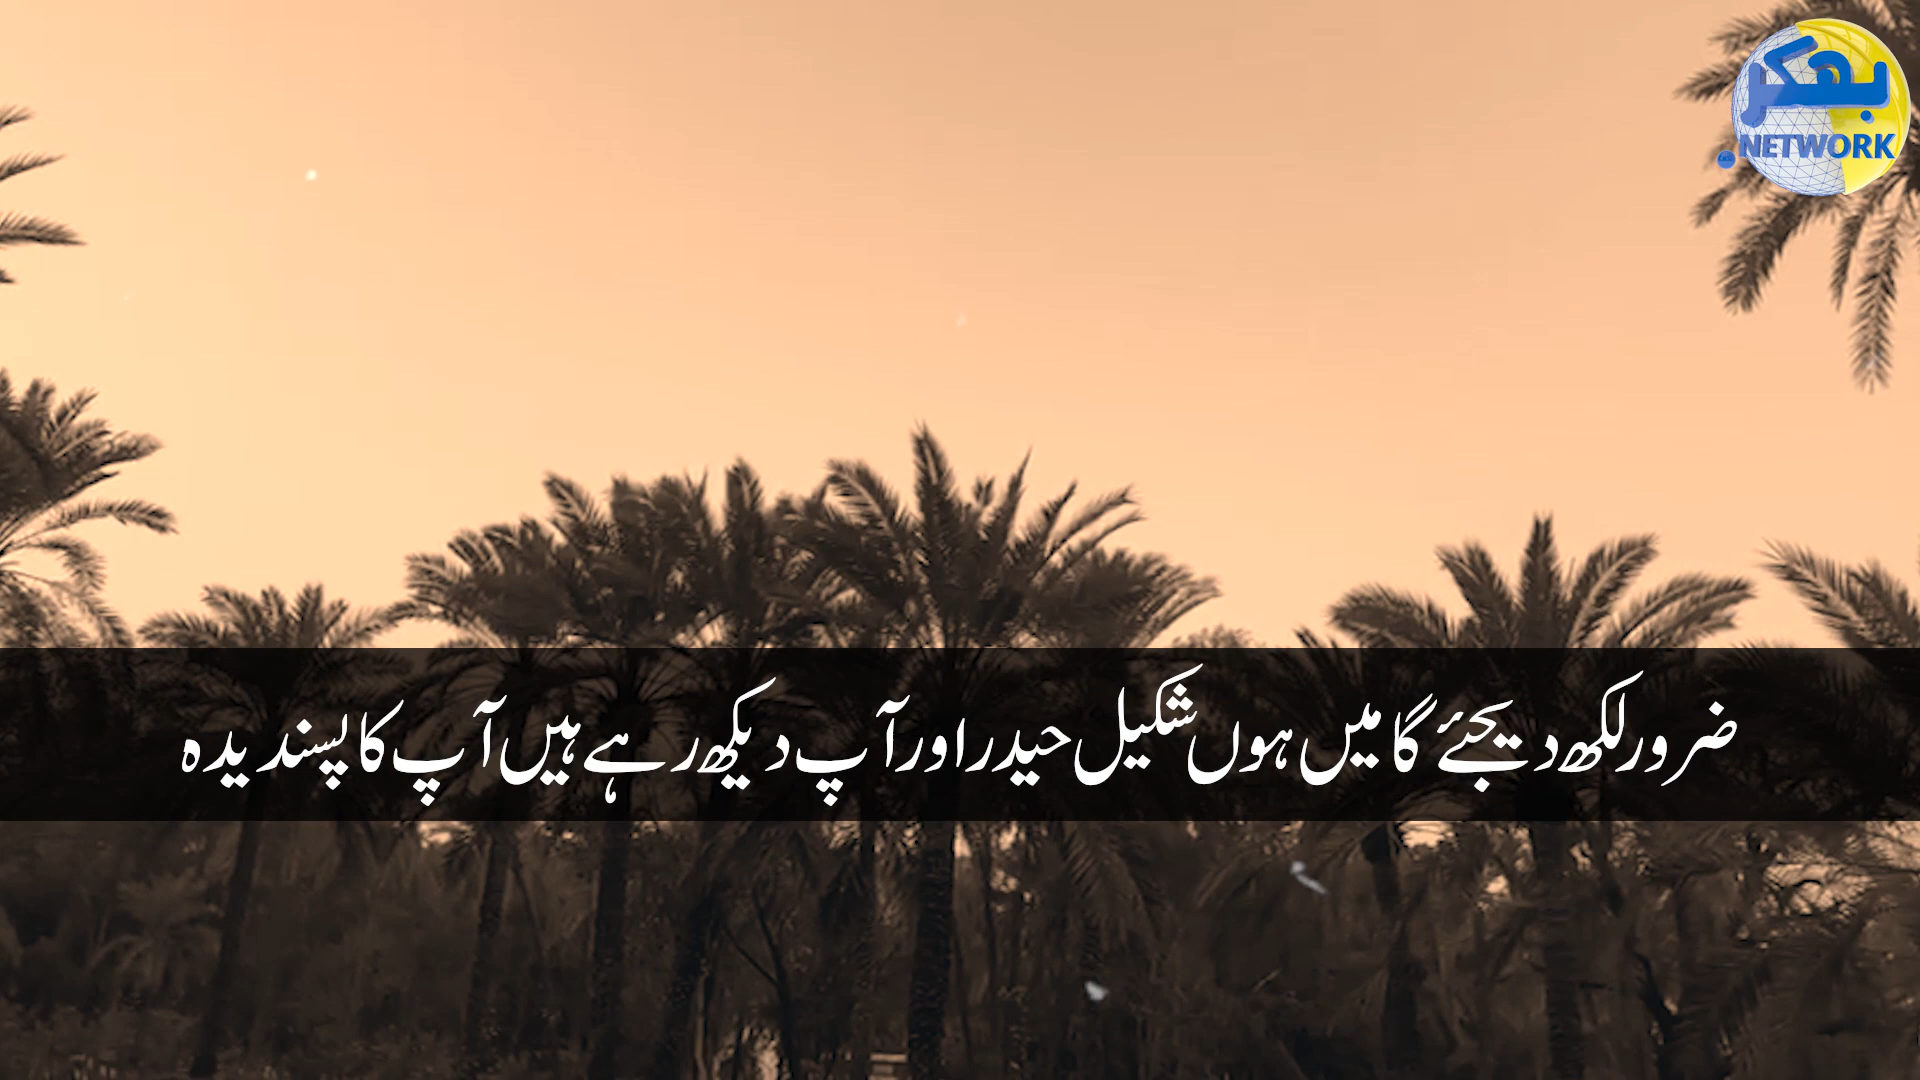 بھکر
NETWORK
ضرور لکھ دیجئے گا میں ہوں شکیل حیدر اور آپ دیکھ رہے ہیں آپ کا پسندیدہ